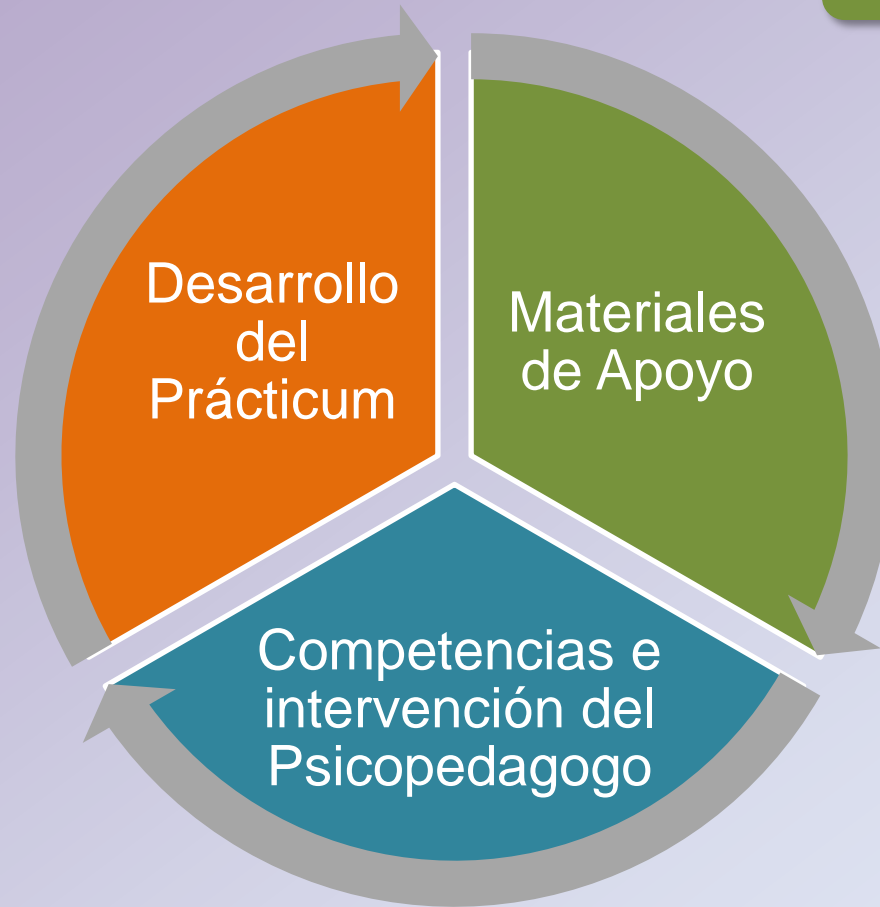 Desarrollo
del
Prácticum
Materiales
de Apoyo
Competencias e
intervención del
Psicopedagogo